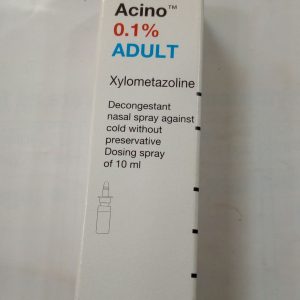 Acino™
0.1%
ADULT
Xylometazoline
Decongestant
nasal spray against
cold without
preservative
Dosing spray
of 10 ml